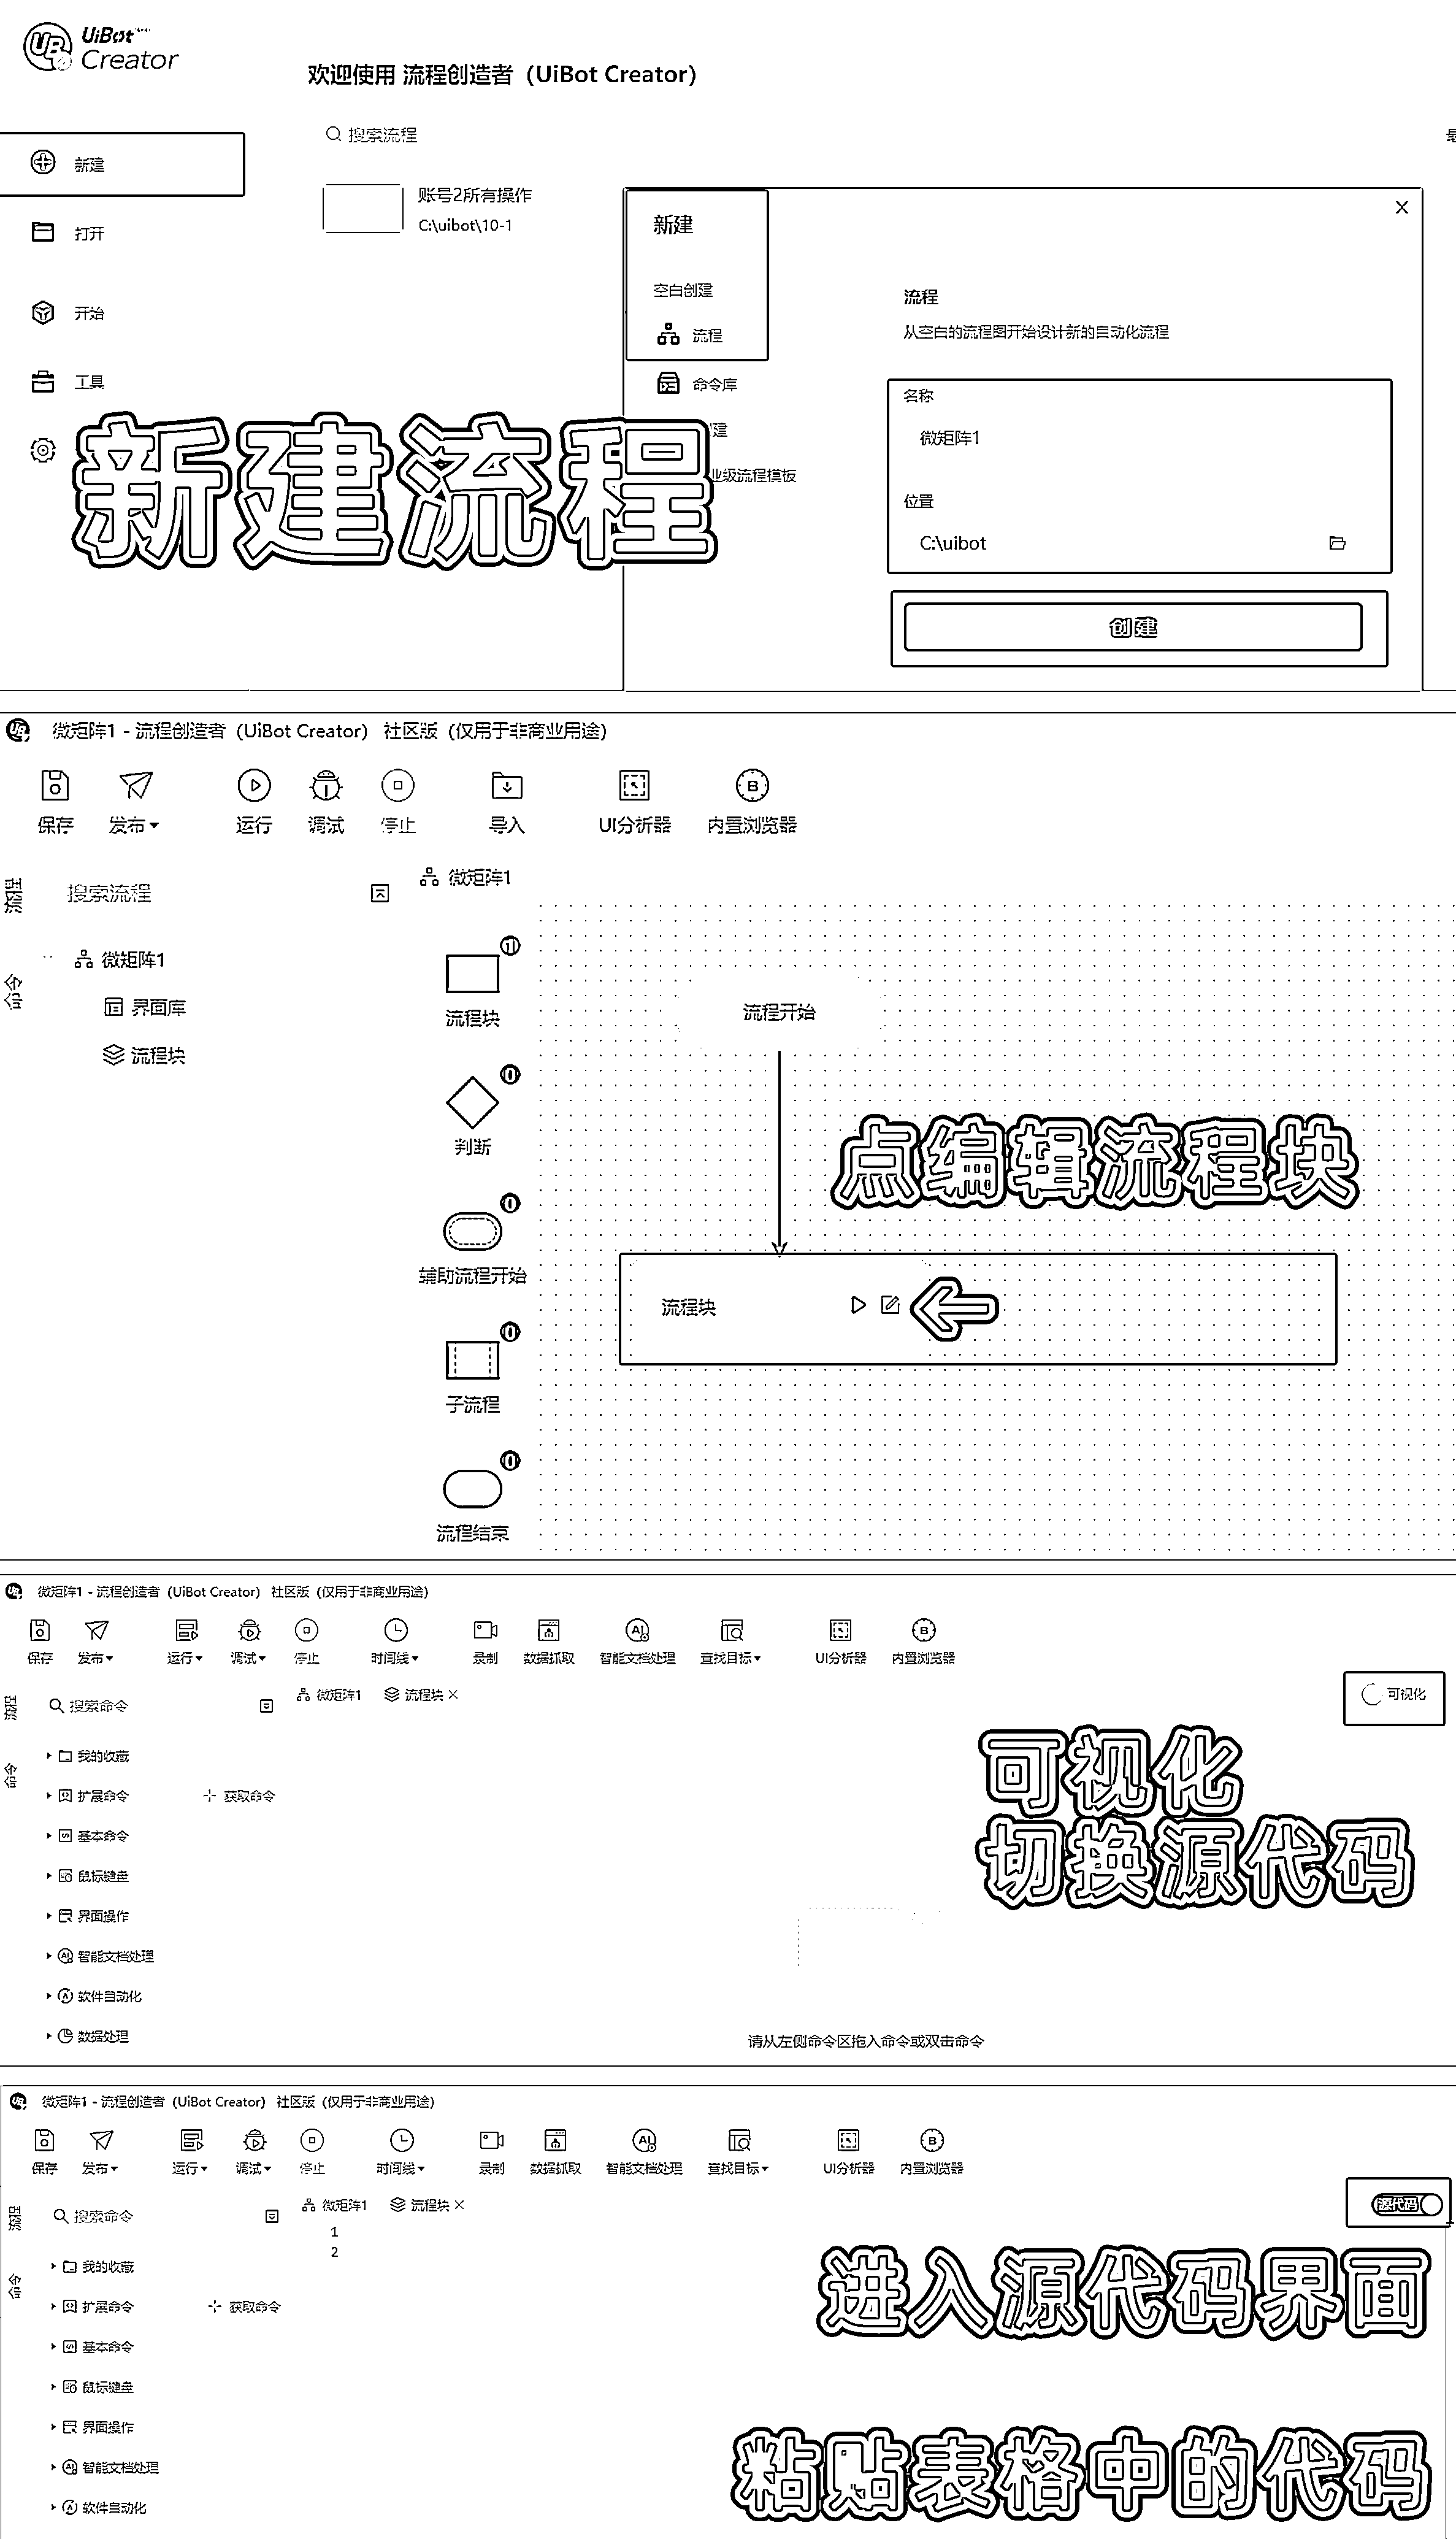 UiBot
Creator
欢迎使用 流程创造者（UiBot Creator）
搜索流程
新建
打开
开始
工具
账号2所有操作
C:\uibot\10-1
新建
空白创建
流程
命令库
建
业级流程模板
流程
从空白的流程图开始设计新的自动化流程
名称
微矩阵1
位置
C:\uibot
创建
新建流程
微矩阵1 - 流程创造者（UiBot Creator） 社区版（仅用于非商业用途）
保存 发布 运行 调试 停止 导入 UI分析器 内置浏览器
流程
命令
搜索流程
微矩阵1
界面库
流程块
微矩阵1
1
流程块
0
判断
0
辅助流程开始
0
子流程
0
流程结束
流程开始
点编辑流程块
流程块
微矩阵1 - 流程创造者（UiBot Creator） 社区版（仅用于非商业用途）
保存 发布 运行 调试 停止 时间线 录制 数据抓取 智能文档处理 查找目标 UI分析器 内置浏览器
流程
命令
搜索命令
微矩阵1 流程块
可视化
我的收藏
扩展命令 获取命令
基本命令
鼠标键盘
界面操作
智能文档处理
软件自动化
数据处理
可视化
切换源代码
请从左侧命令区拖入命令或双击命令
微矩阵1 - 流程创造者（UiBot Creator） 社区版（仅用于非商业用途）
保存 发布 运行 调试 停止 时间线 录制 数据抓取 智能文档处理 查找目标 UI分析器 内置浏览器
流程
命令
搜索命令
微矩阵1 流程块
源代码
1
2
我的收藏
扩展命令 获取命令
基本命令
鼠标键盘
界面操作
智能文档处理
软件自动化
进入源代码界面
粘贴表格中的代码